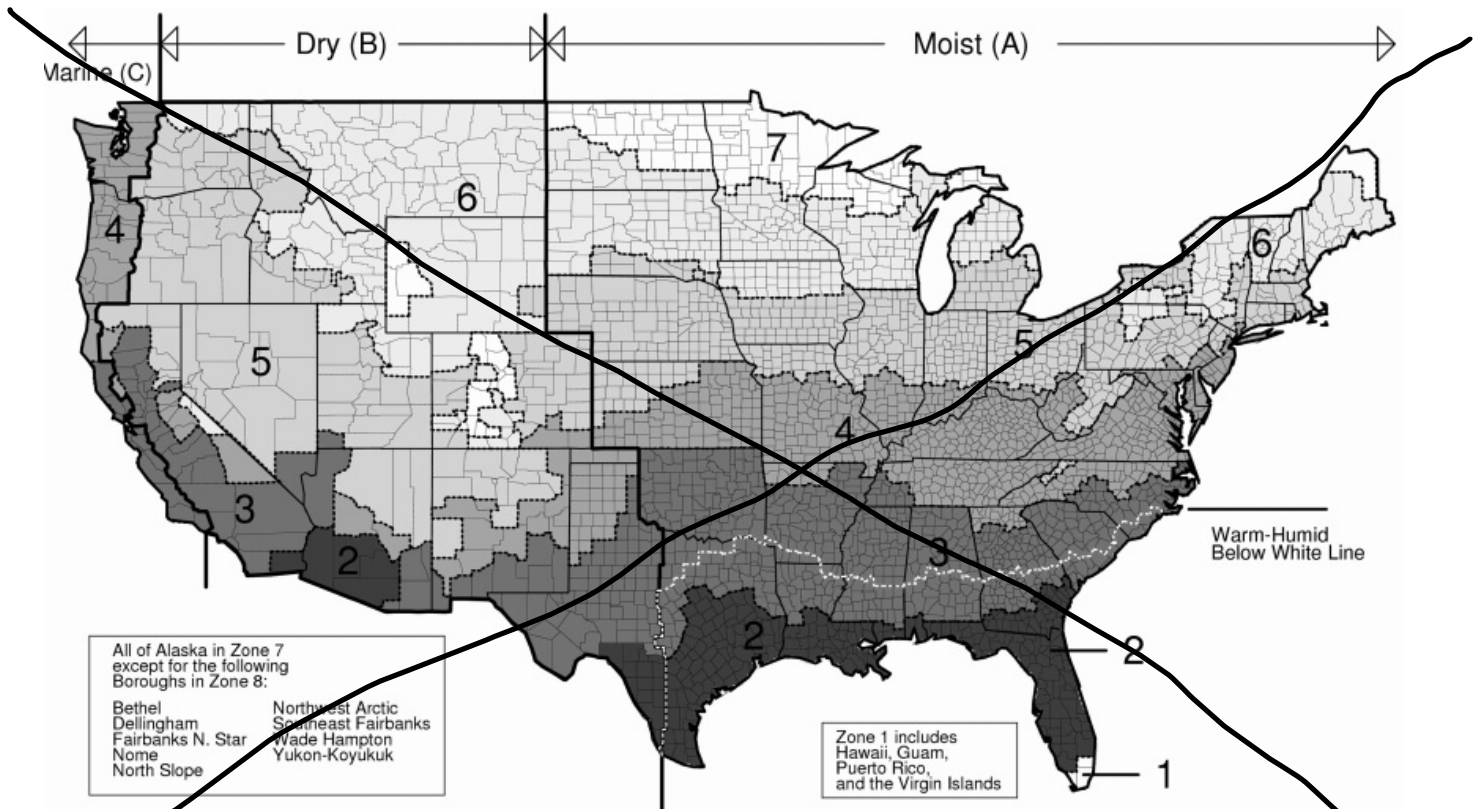 Dry (B)
Moist (A)
Marine (C)
7
6
4
6
5
5
4
3
3
2
2
Warm-Humid
Below White Line
2
1
All of Alaska in Zone 7
except for the following
Boroughs in Zone 8:
Bethel
Dellingham
Fairbanks N. Star
Nome
North Slope
Northwest Arctic
Southeast Fairbanks
Wade Hampton
Yukon-Koyukuk
Zone 1 includes
Hawaii, Guam,
Puerto Rico,
and the Virgin Islands